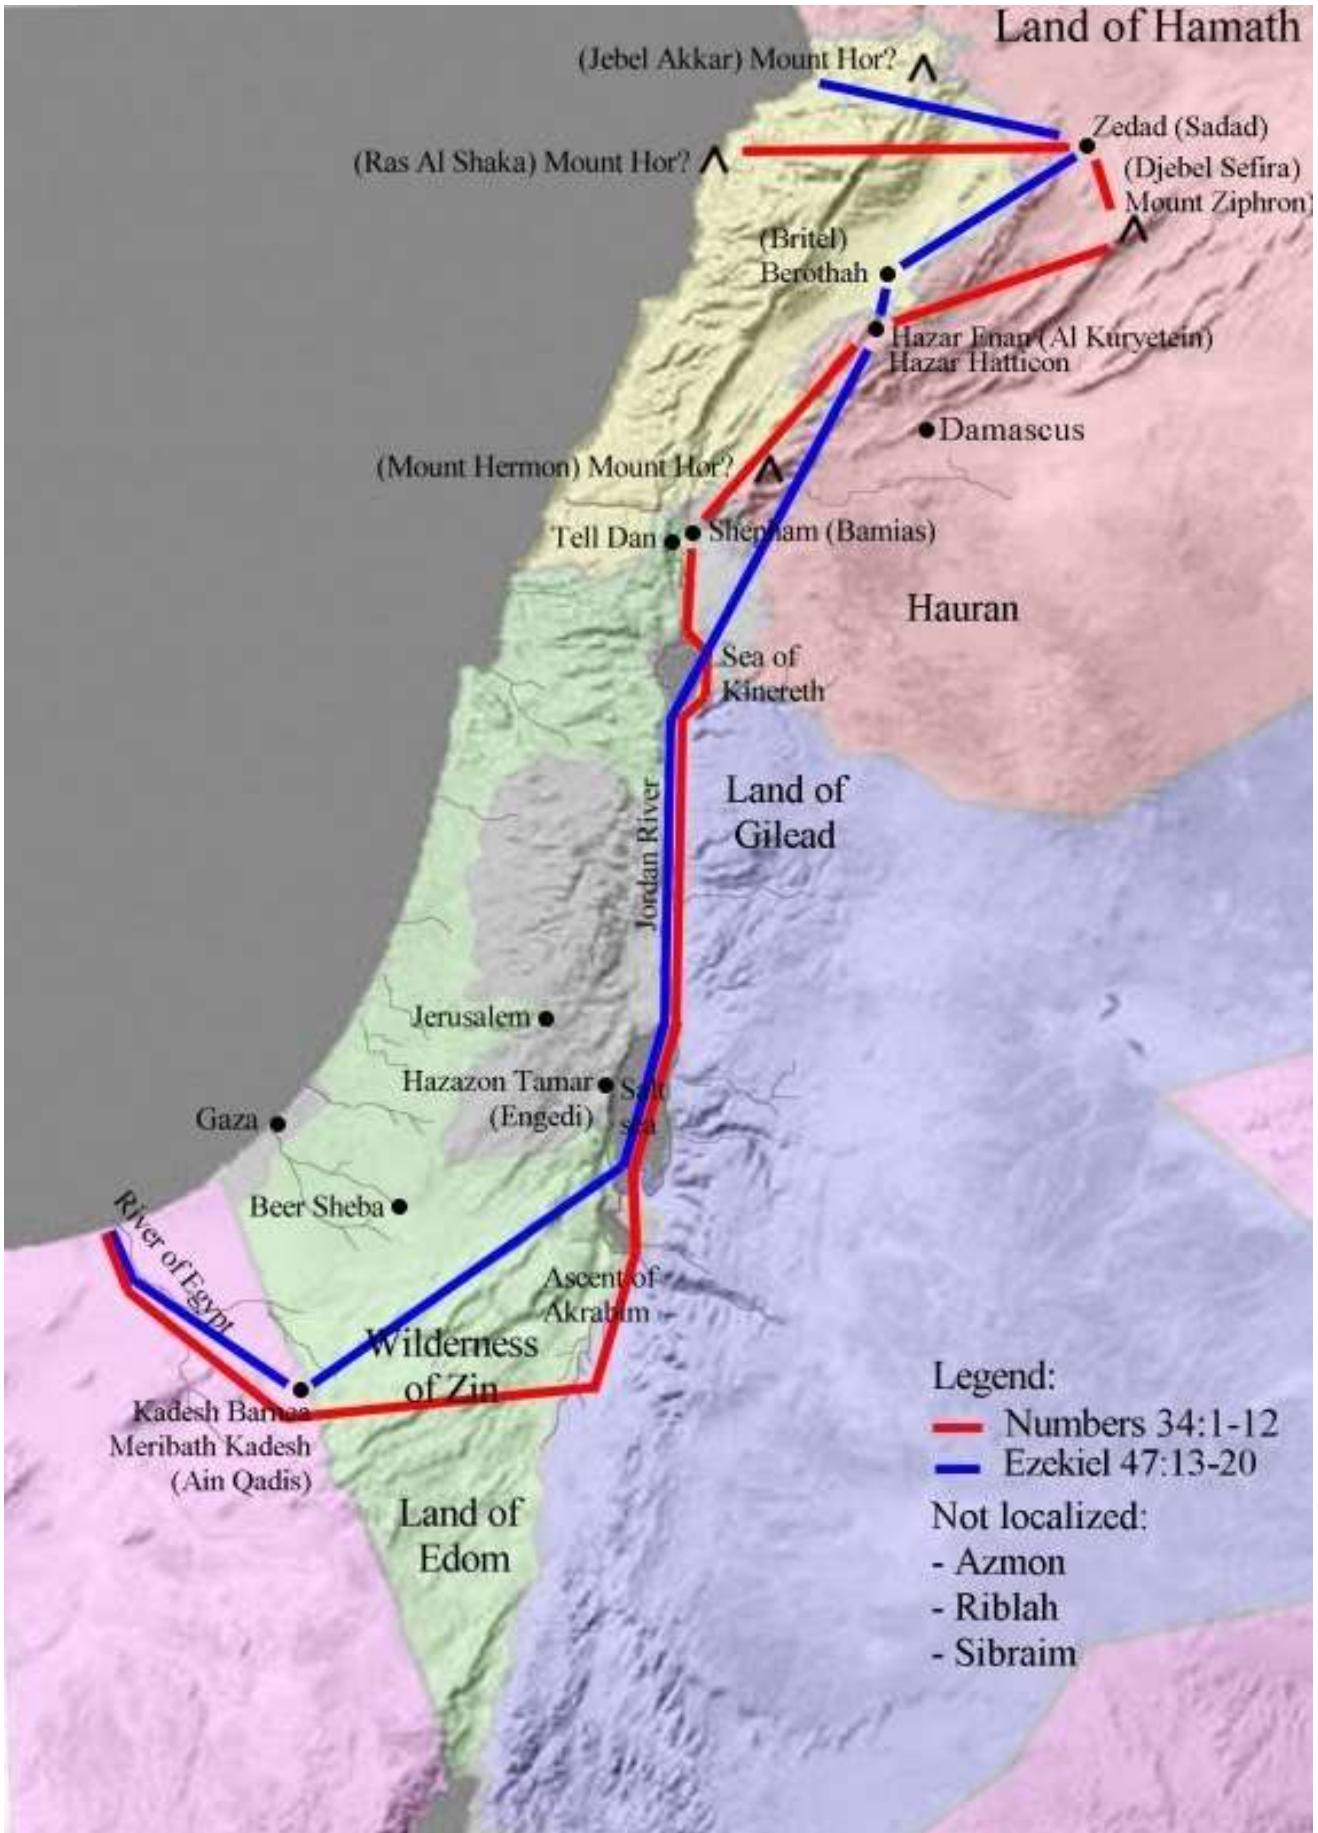 Land of Hamath
(Jebel Akkar) Mount Hor?
Zedad (Sadad)
(Ras Al Shaka) Mount Hor?
(Djebel Sefira)
Mount Ziphron)
(Britel)
Berothah
Hazar Enan (Al Kuryetein)
Hazar Hatticon
Damascus
(Mount Hermon) Mount Hor?
Tell Dan
Shepham (Bamias)
Hauran
Sea of
Kinereth
Land of
Gilead
Jordan River
Jerusalem
Hazazon Tamar
(Engedi)
Salt
sea
Gaza
Beer Sheba
River of Egypt
Ascent of
Akrabim
Wilderness
of Zin
Kadesh Barnea
Meribath Kadesh
(Ain Qadis)
Land of
Edom
Legend:
Numbers 34:1-12
Ezekiel 47:13-20
Not localized:
- Azmon
- Riblah
- Sibraim